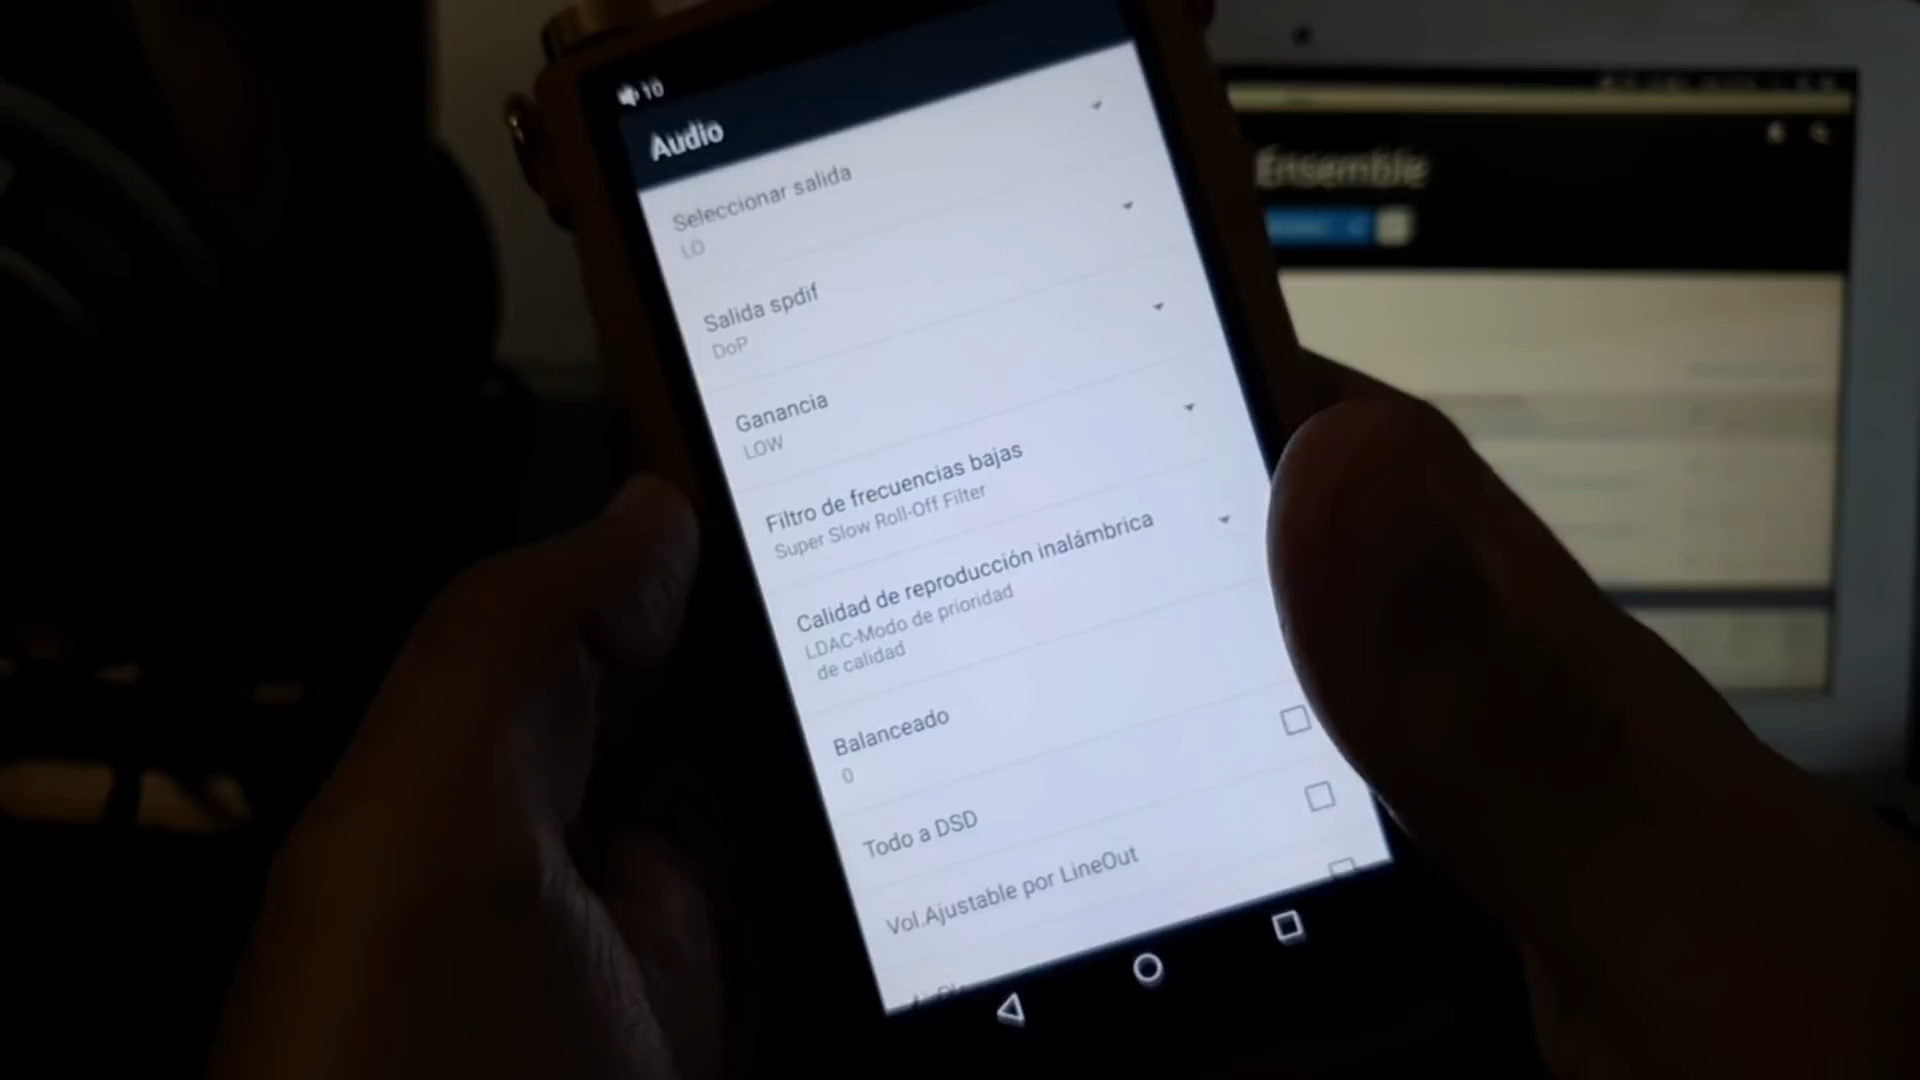 10
Audio
Seleccionar salida
LO
Salida spdif
DoP
Ganancia
LOW
Filtro de frecuencias bajas
Super Slow Roll-Off Filter
Calidad de reproducción inalámbrica
LDAC-Modo de prioridad
de calidad
Balanceado
0
Todo a DSD
Vol.Ajustable por LineOut
Ensemble